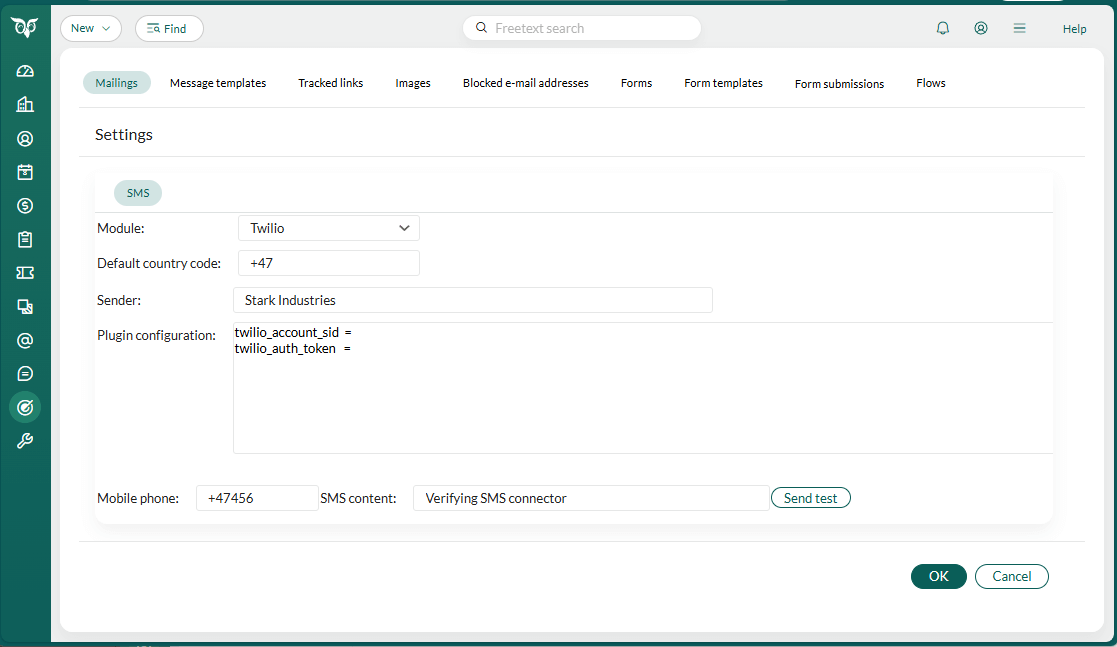 New
Find
Freetext search
Help
Mailings
Message templates
Tracked links
Images
Blocked e-mail addresses
Forms
Form templates
Form submissions
Flows
Settings
SMS
Module:
Twilio
Default country code:
+47
Sender:
Stark Industries
Plugin configuration:
twilio_account_sid =
twilio_auth_token =
Mobile phone:
+47456
SMS content:
Verifying SMS connector
Send test
OK
Cancel